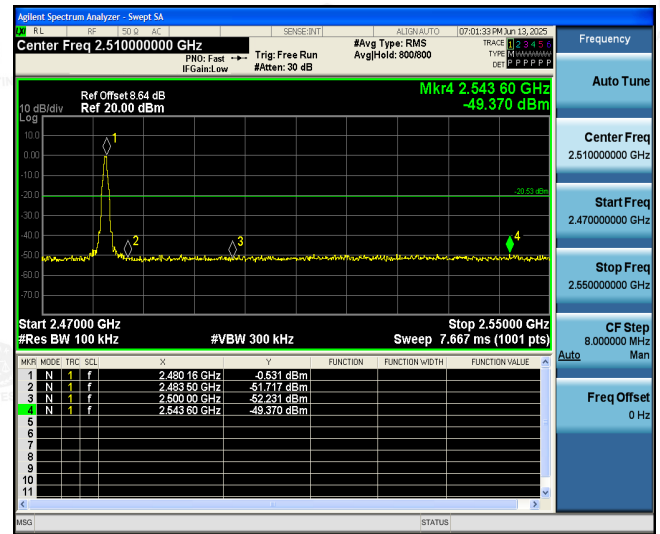 Agilent Spectrum Analyzer - Swept SA
LXI RL RF 50 Ω AC SENSE:INT ALIGN AUTO 07:01:33 PM Jun 13, 2025
Center Freq 2.510000000 GHz
PNO: Fast
IFGain:Low
Trig: Free Run
#Atten: 30 dB
#Avg Type: RMS
Avg|Hold: 800/800
TRACE 1 2 3 4 5 6
TYPE MWWWWW
DET P P P P P P
Frequency
Auto Tune
Center Freq
2.510000000 GHz
Start Freq
2.470000000 GHz
Stop Freq
2.550000000 GHz
CF Step
8.000000 MHz
Auto Man
Freq Offset
0 Hz
Mkr4 2.543 60 GHz
-49.370 dBm
Ref Offset 8.64 dB
10 dB/div Ref 20.00 dBm
Log
10.0
0.00
-10.0
-20.0
-30.0
-40.0
-50.0
-60.0
-70.0
-20.53 dBm
1
2
3
4
Start 2.47000 GHz Stop 2.55000 GHz
#Res BW 100 kHz #VBW 300 kHz Sweep 7.667 ms (1001 pts)
MKR MODE TRC SCL X Y FUNCTION FUNCTION WIDTH FUNCTION VALUE
1 N 1 f 2.480 16 GHz -0.531 dBm
2 N 1 f 2.483 50 GHz -51.717 dBm
3 N 1 f 2.500 00 GHz -52.231 dBm
4 N 1 f 2.543 60 GHz -49.370 dBm
5
6
7
8
9
10
11
MSG STATUS